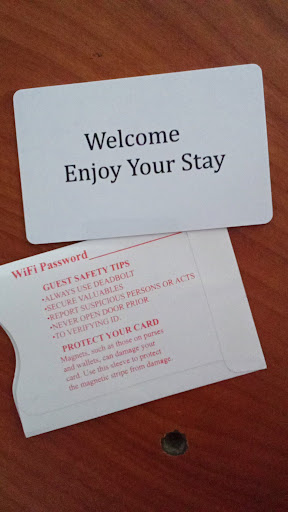 Welcome
Enjoy Your Stay
WiFi Password
GUEST SAFETY TIPS
•ALWAYS USE DEADBOLT
•SECURE VALUABLES
•REPORT SUSPICIOUS PERSONS OR ACTS
•NEVER OPEN DOOR PRIOR
•TO VERIFYING ID.
PROTECT YOUR CARD
Magnets, such as those on purses
and wallets, can damage your
card. Use this sleeve to protect
the magnetic stripe from damage.